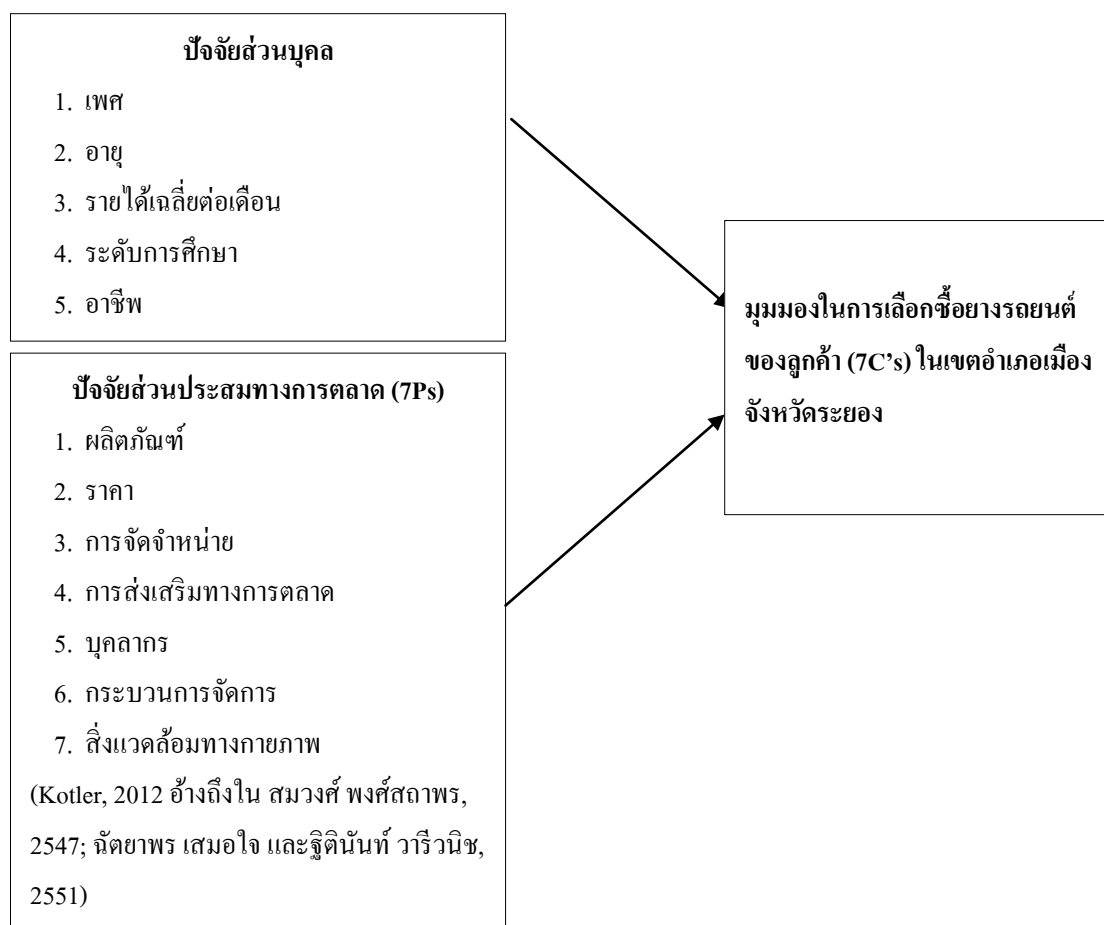 ปัจจัยส่วนบุคล
1. เพศ
2. อายุ
3. รายได้เฉลี่ยต่อเดือน
4. ระดับการศึกษา
5. อาชีพ
ปัจจัยส่วนประสมทางการตลาด (7Ps)
1. ผลิตภัณฑ์
2. ราคา
3. การจัดจำหน่าย
4. การส่งเสริมทางการตลาด
5. บุคลากร
6. กระบวนการจัดการ
7. สิ่งแวดล้อมทางกายภาพ
(Kotler, 2012 อ้างถึงใน สมวงศ์ พงศ์สถาพร,
2547; ฉัตยาพร เสมอใจ และฐิตินันท์ วารีวนิช,
2551)
มุมมองในการเลือกซื้อยางรถยนต์
ของลูกค้า (7C’s) ในเขตอำเภอเมือง
จังหวัดระยอง